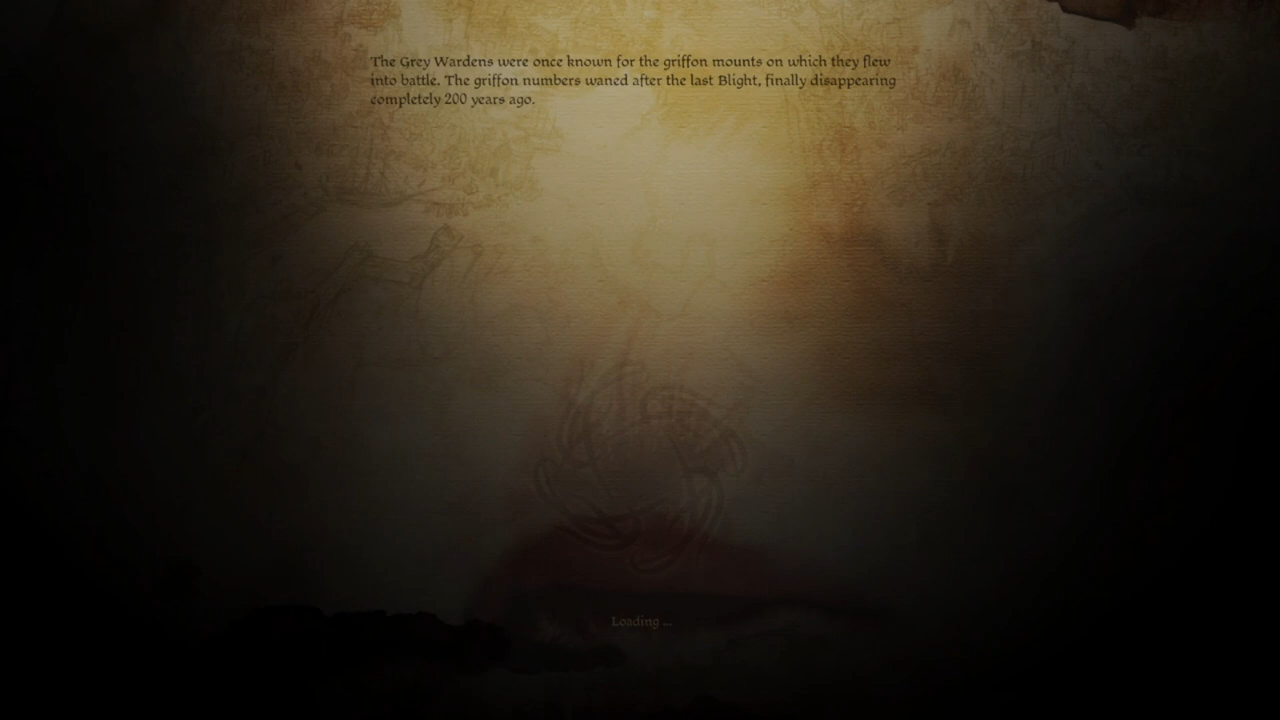 The Grey Wardens were once known for the griffon mounts on which they flew
into battle. The griffon numbers waned after the last Blight, finally disappearing
completely 200 years ago.
Loading ...